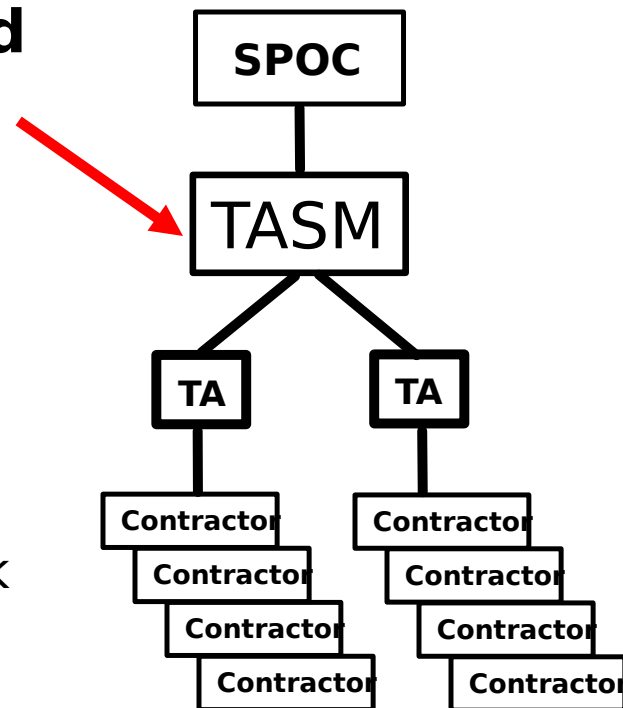 d
SPOC
TASM
TA
TA
Contractor
Contractor
Contractor
Contractor
k
Contractor
Contractor
Contractor
Contractor